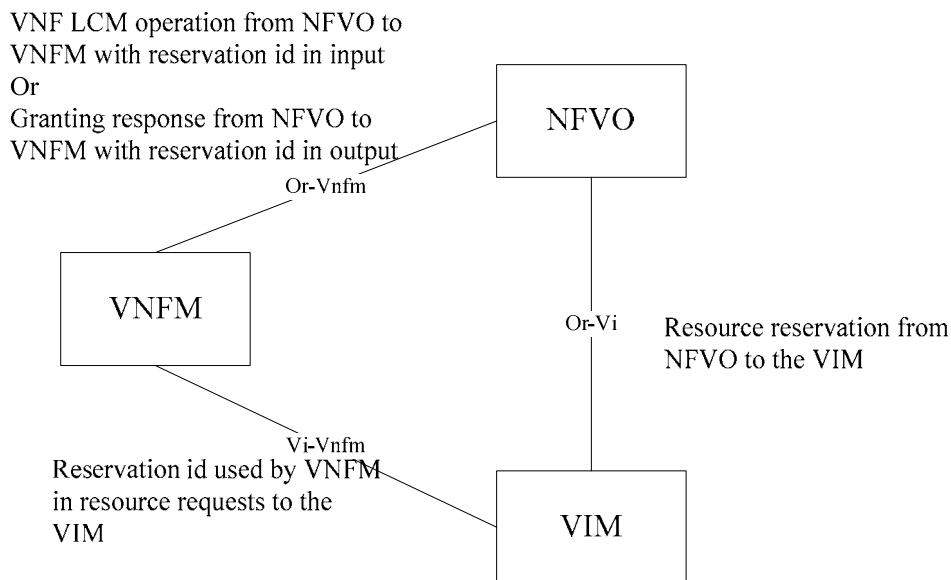 VNF LCM operation from NFVO to
VNFM with reservation id in input
Or
Granting response from NFVO to
VNFM with reservation id in output
NFVO
Or-Vnfm
VNFM
Or-Vi
Resource reservation from
NFVO to the VIM
Vi-Vnfm
Reservation id used by VNFM
in resource requests to the
VIM
VIM